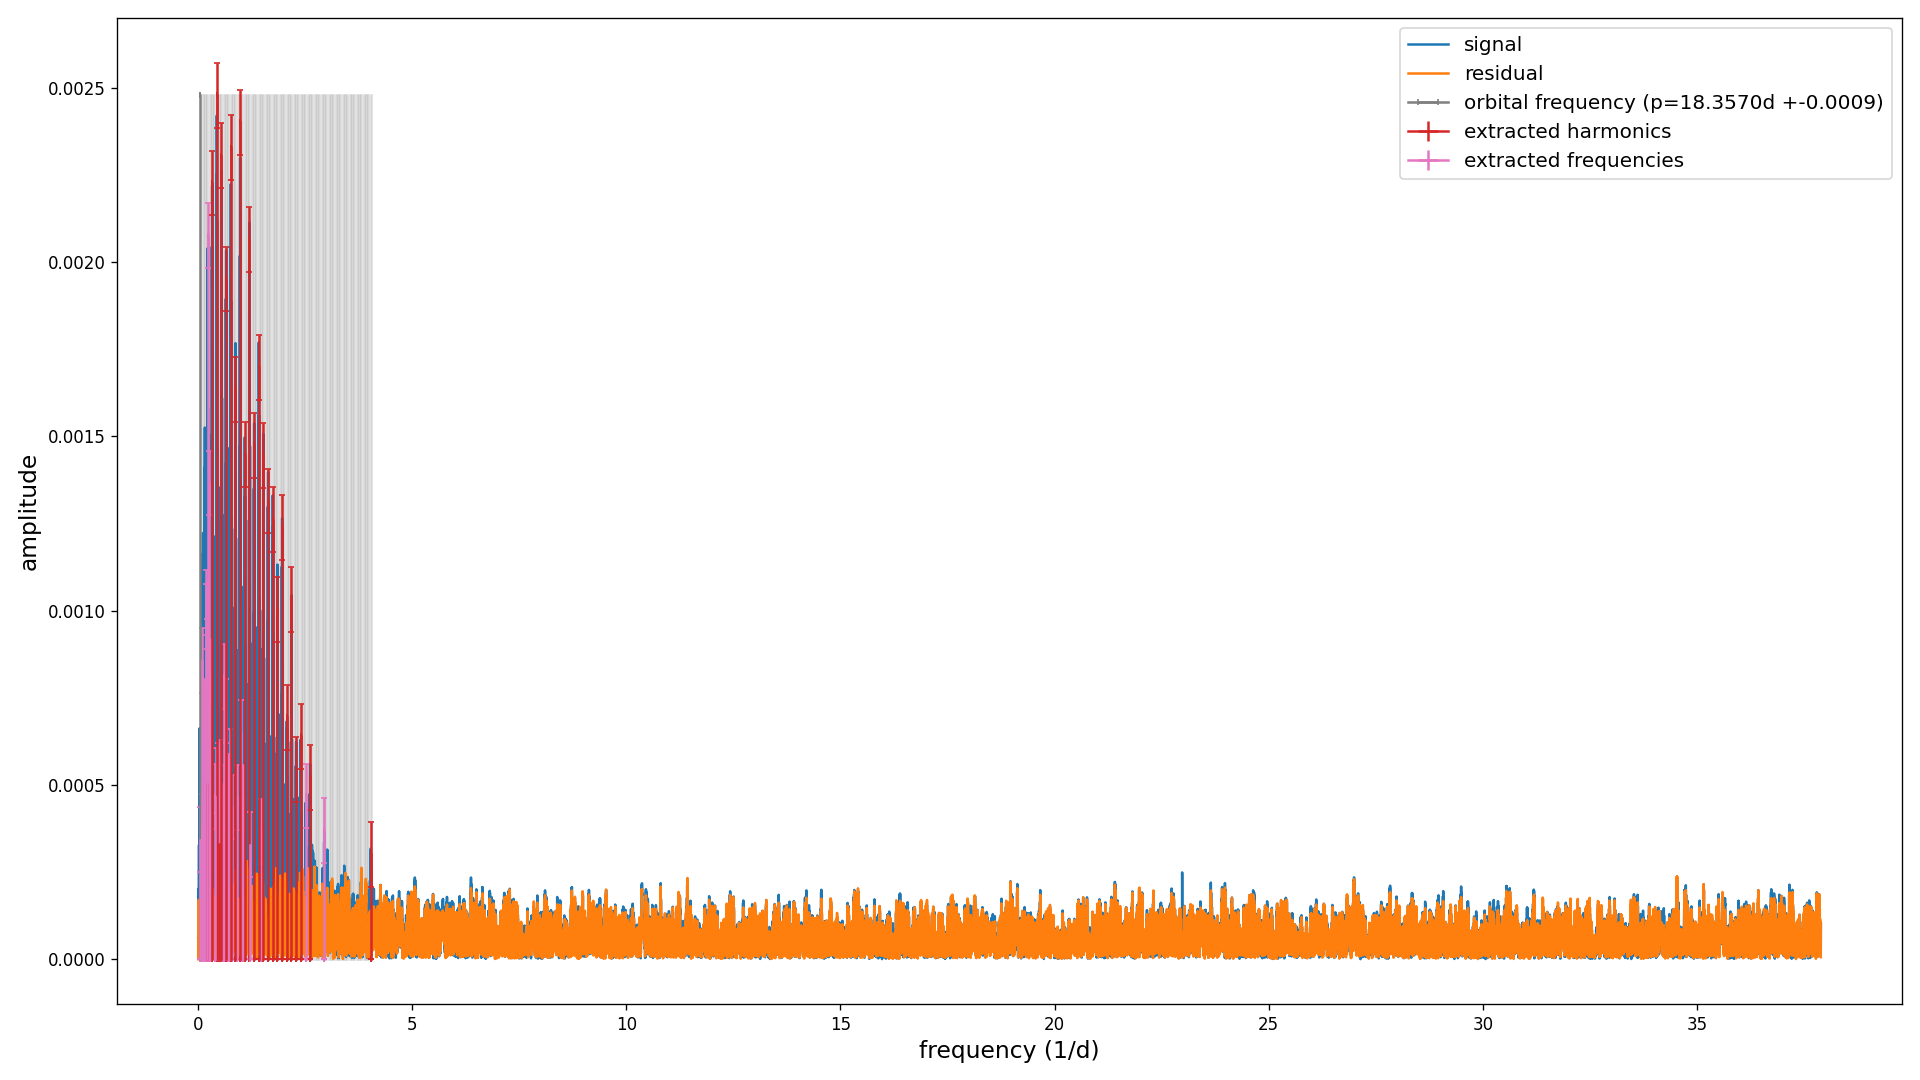 signal
residual
orbital frequency (p=18.3570d +-0.0009)
extracted harmonics
extracted frequencies
0.0025
0.0020
0.0015
0.0010
0.0005
0.0000
amplitude
0 5 10 15 20 25 30 35
frequency (1/d)